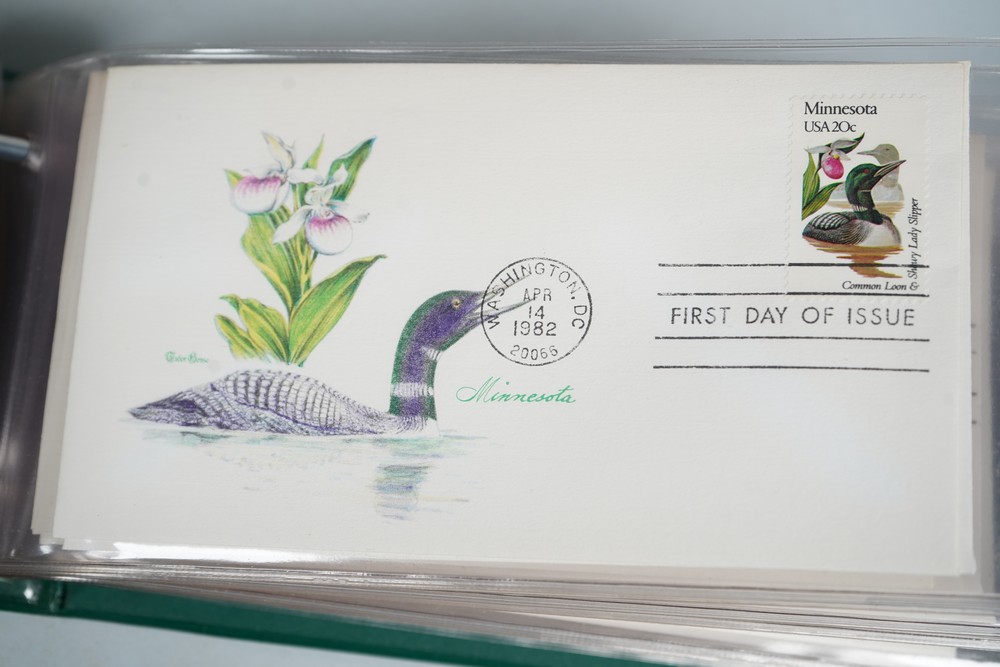 Minnesota
USA 20c
Common Loon &
Showy Lady Slipper
WASHINGTON, DC
APR
14
1982
20066
FIRST DAY OF ISSUE
Minnesota